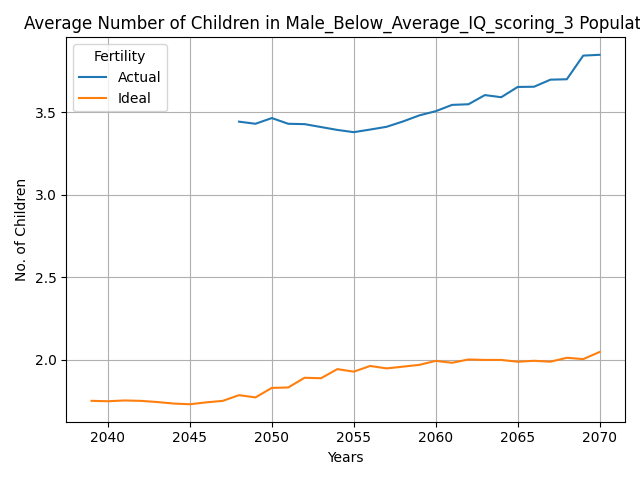 Average Number of Children in Male_Below_Average_IQ_scoring_3 Populat
Fertility
Actual
Ideal
3.5
3.0
2.5
2.0
No. of Children
2040 2045 2050 2055 2060 2065 2070
Years